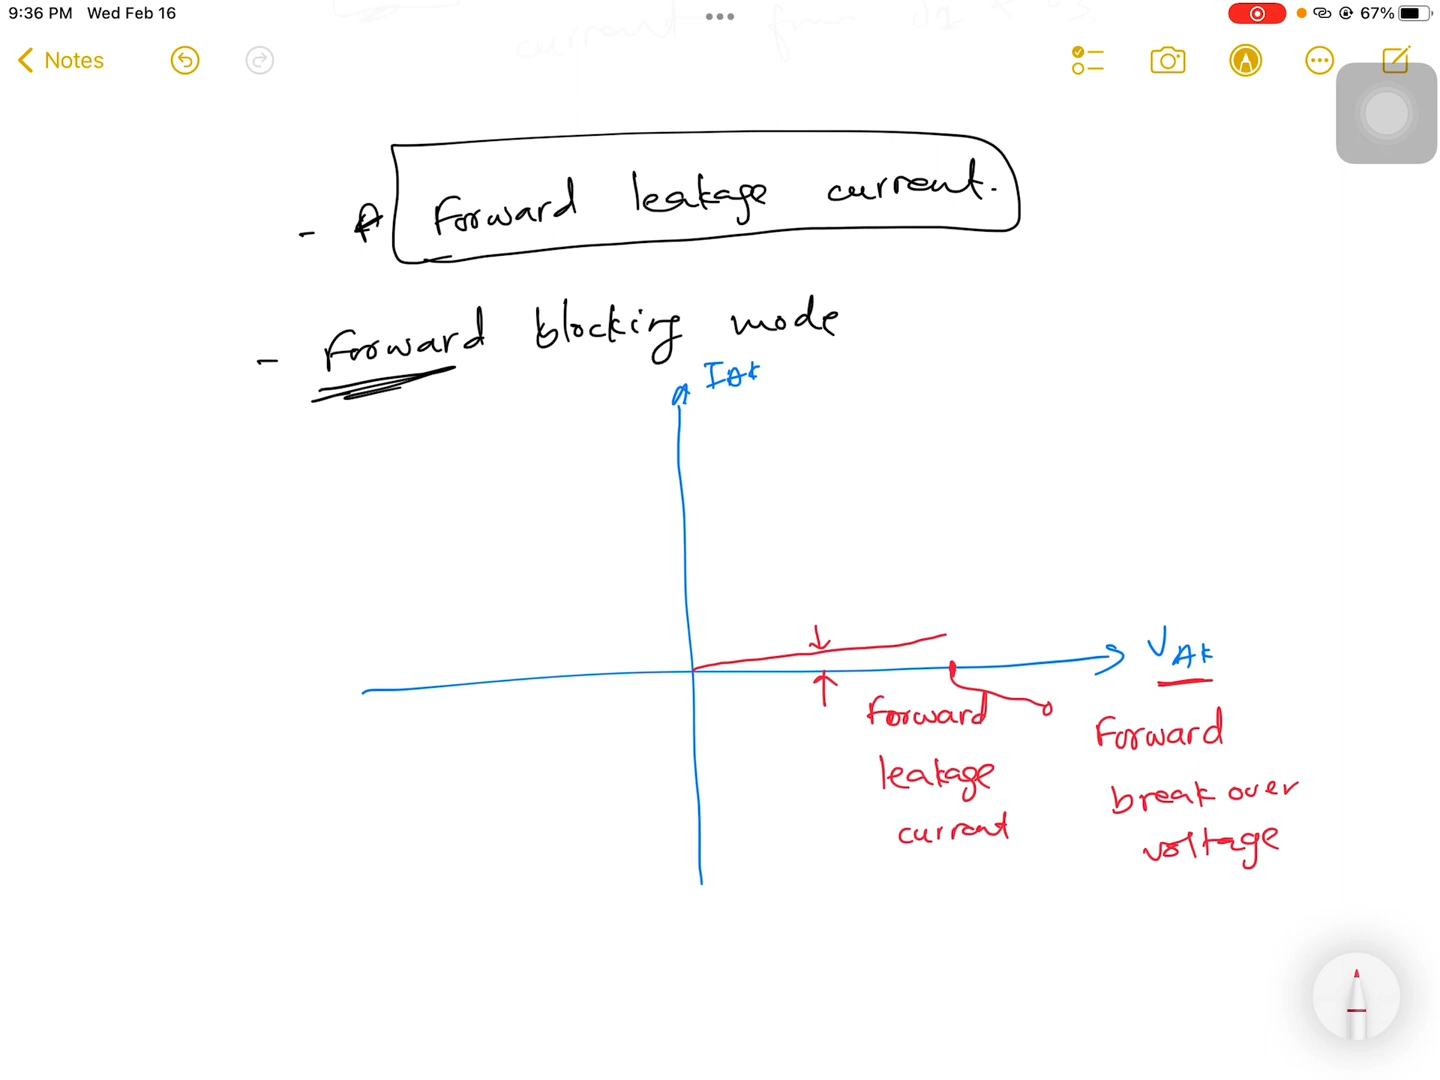 9:36 PM Wed Feb 16
67%
Notes
- A Forward leakage current.
- Forward blocking mode
IAK
VAK
Forward
leakage
current
Forward
break over
voltage